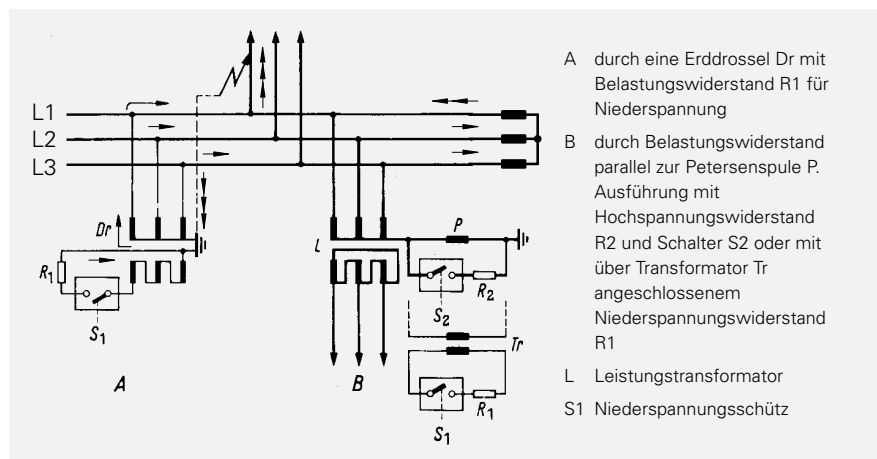 L1
L2
L3
Dr
L
P
R1
S1
S2
R2
Tr
R1
S1
A
B
A durch eine Erddrossel Dr mit
Belastungswiderstand R1 für
Niederspannung
B durch Belastungswiderstand
parallel zur Petersenspule P.
Ausführung mit
Hochspannungswiderstand
R2 und Schalter S2 oder mit
über Transformator Tr
angeschlossenem
Niederspannungswiderstand
R1
L Leistungstransformator
S1 Niederspannungsschütz